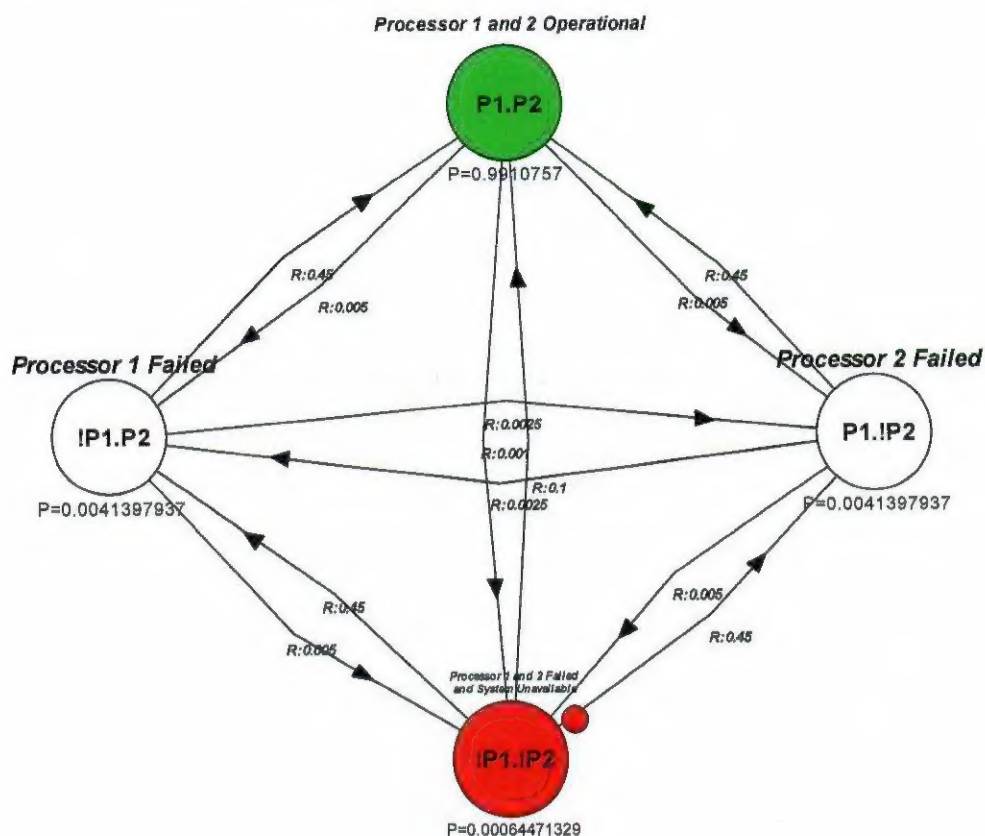 Processor 1 and 2 Operational
P1.P2
P=0.9910757
R:0.45
R:0.45
R:0.005
R:0.005
Processor 1 Failed
Processor 2 Failed
!P1.P2
P1.!P2
R:0.0025
R:0.001
R:0.1
R:0.0025
P=0.0041397937
P=0.0041397937
R:0.45
R:0.005
R:0.005
R:0.45
Processor 1 and 2 Failed
and System Unavailable
!P1.!P2
P=0.00064471329